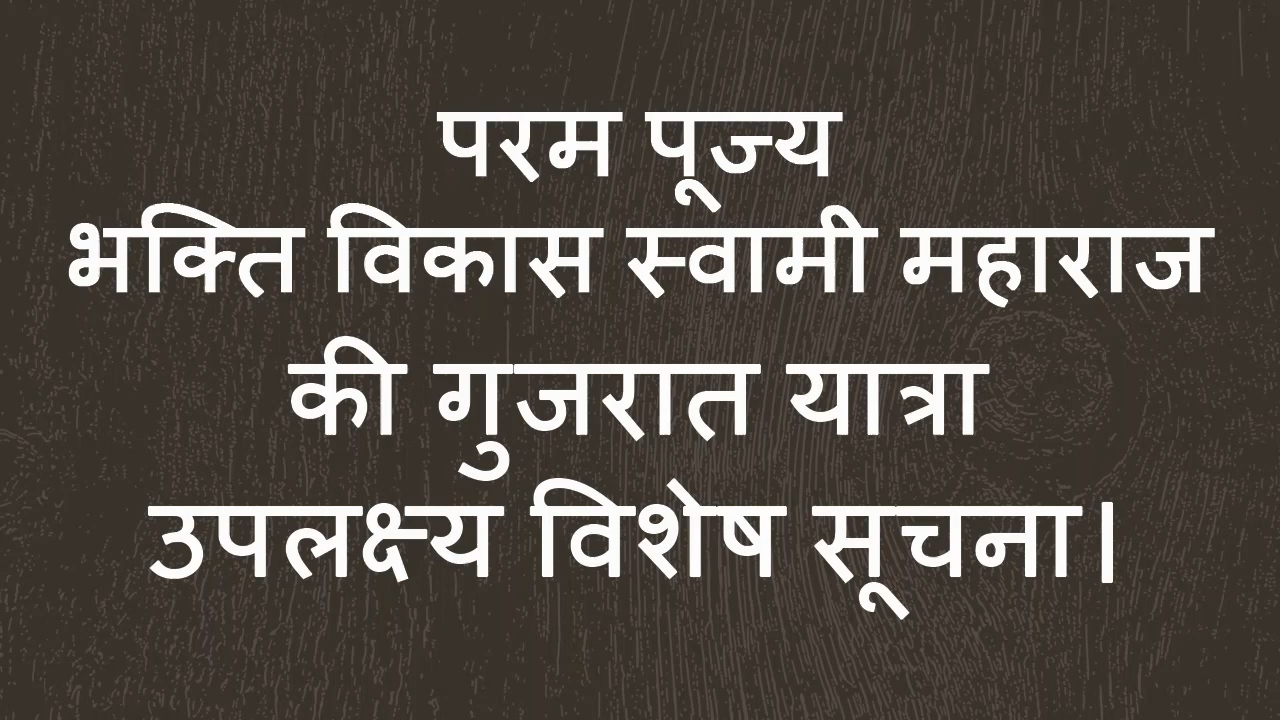 परम पूज्य
भक्ति विकास स्वामी महाराज
की गुजरात यात्रा
उपलक्ष्य विशेष सूचना।